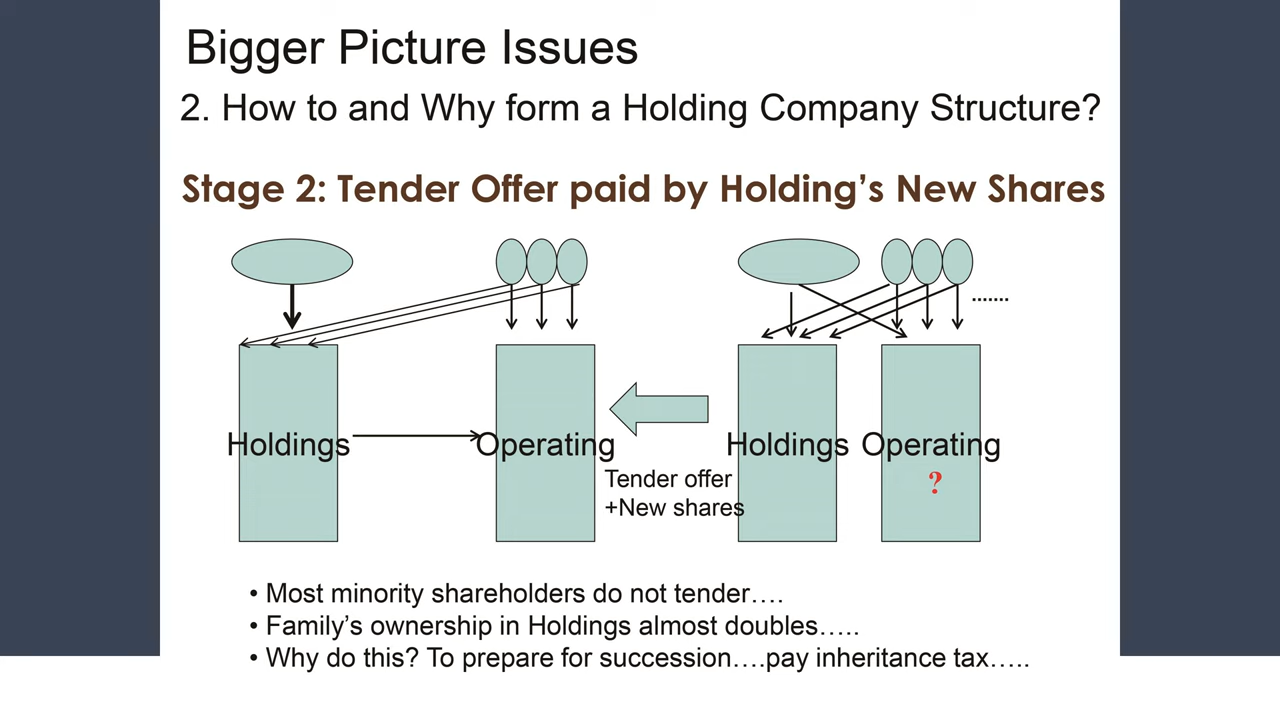 Bigger Picture Issues
2. How to and Why form a Holding Company Structure?
Stage 2: Tender Offer paid by Holding’s New Shares
.......
Holdings
Operating
Holdings
Operating
?
Tender offer
+New shares
• Most minority shareholders do not tender….
• Family’s ownership in Holdings almost doubles…..
• Why do this? To prepare for succession….pay inheritance tax…..